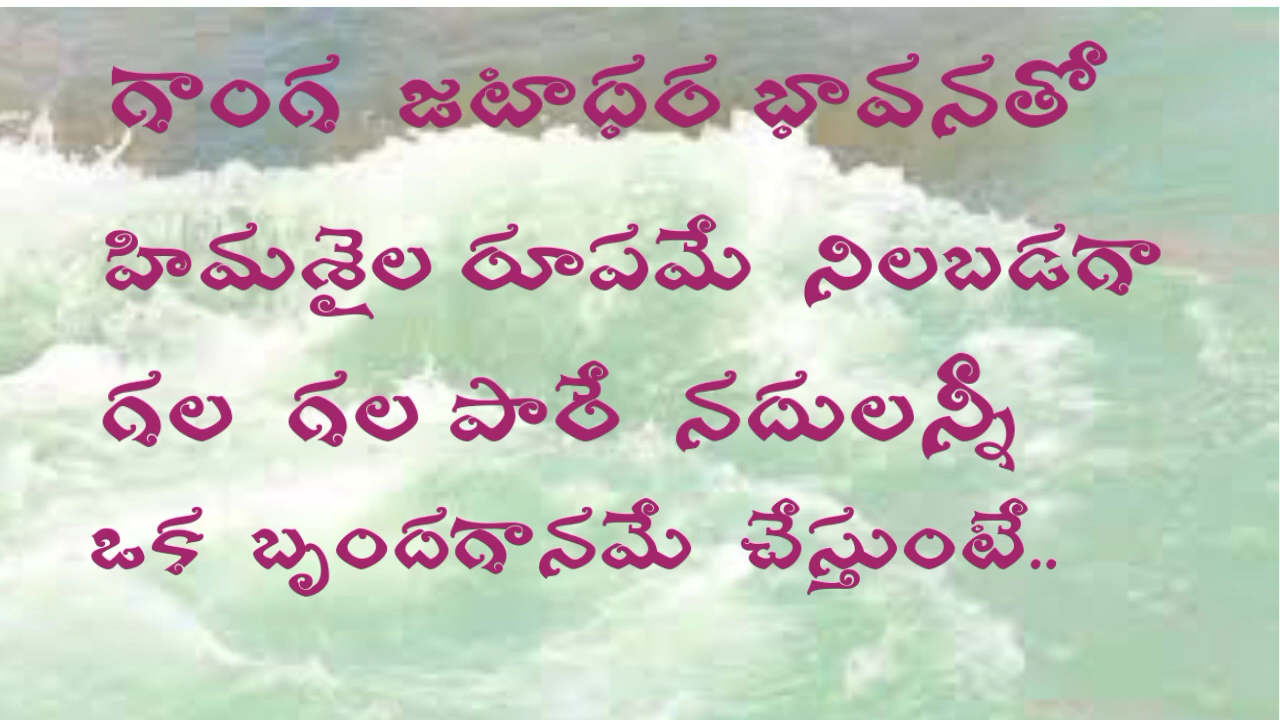 గాంగ జటాధర భావనతో
హిమశైల రూపమే నిలబడగా
గల గల పారే నదులన్నీ
ఒక బృందగానమే చేస్తుంటే..